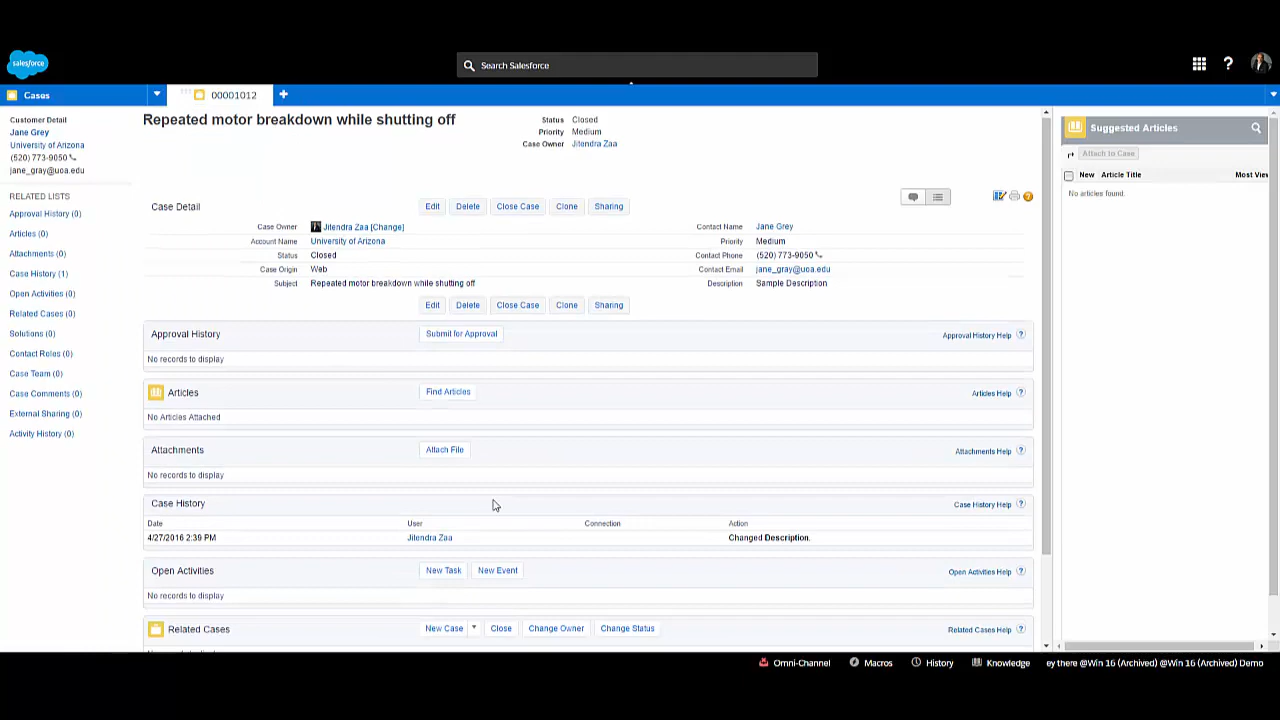 salesforce
Search Salesforce
?
Cases
00001012
+
Customer Detail
Jane Grey
University of Arizona
(520) 773-9050
jane_gray@uoa.edu
RELATED LISTS
Approval History (0)
Articles (0)
Attachments (0)
Case History (1)
Open Activities (0)
Related Cases (0)
Solutions (0)
Contact Roles (0)
Case Team (0)
Case Comments (0)
External Sharing (0)
Activity History (0)
Repeated motor breakdown while shutting off
Status Closed
Priority Medium
Case Owner Jitendra Zaa
Case Detail Edit Delete Close Case Clone Sharing
Case Owner Jitendra Zaa [Change] Contact Name Jane Grey
Account Name University of Arizona Priority Medium
Status Closed Contact Phone (520) 773-9050
Case Origin Web Contact Email jane_gray@uoa.edu
Subject Repeated motor breakdown while shutting off Description Sample Description
Edit Delete Close Case Clone Sharing
Approval History Submit for Approval Approval History Help ?
No records to display
Articles Find Articles Articles Help ?
No Articles Attached
Attachments Attach File Attachments Help ?
No records to display
Case History Case History Help ?
Date User Connection Action
4/27/2016 2:39 PM Jitendra Zaa Changed Description.
Open Activities New Task New Event Open Activities Help ?
No records to display
Related Cases New Case Close Change Owner Change Status Related Cases Help ?
Suggested Articles
Attach to Case
New Article Title Most View
No articles found.
Omni-Channel Macros History Knowledge ey there @Win 16 (Archived) @Win 16 (Archived) Demo